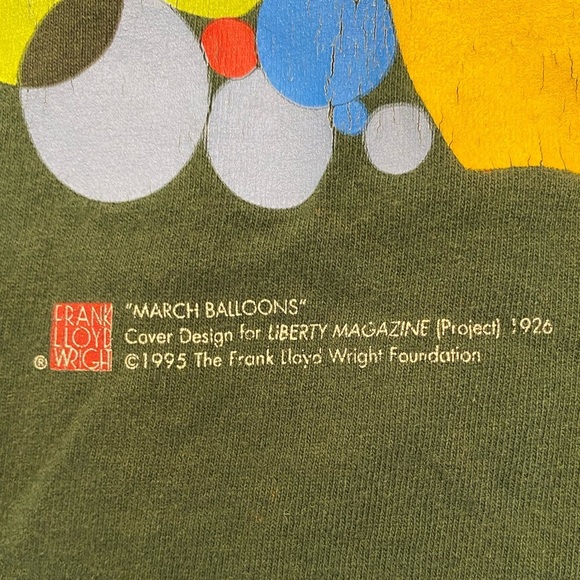 FRANK
LLOYD
WRIGHT
®
"MARCH BALLOONS"
Cover Design for LIBERTY MAGAZINE (Project) 1926
©1995 The Frank Lloyd Wright Foundation